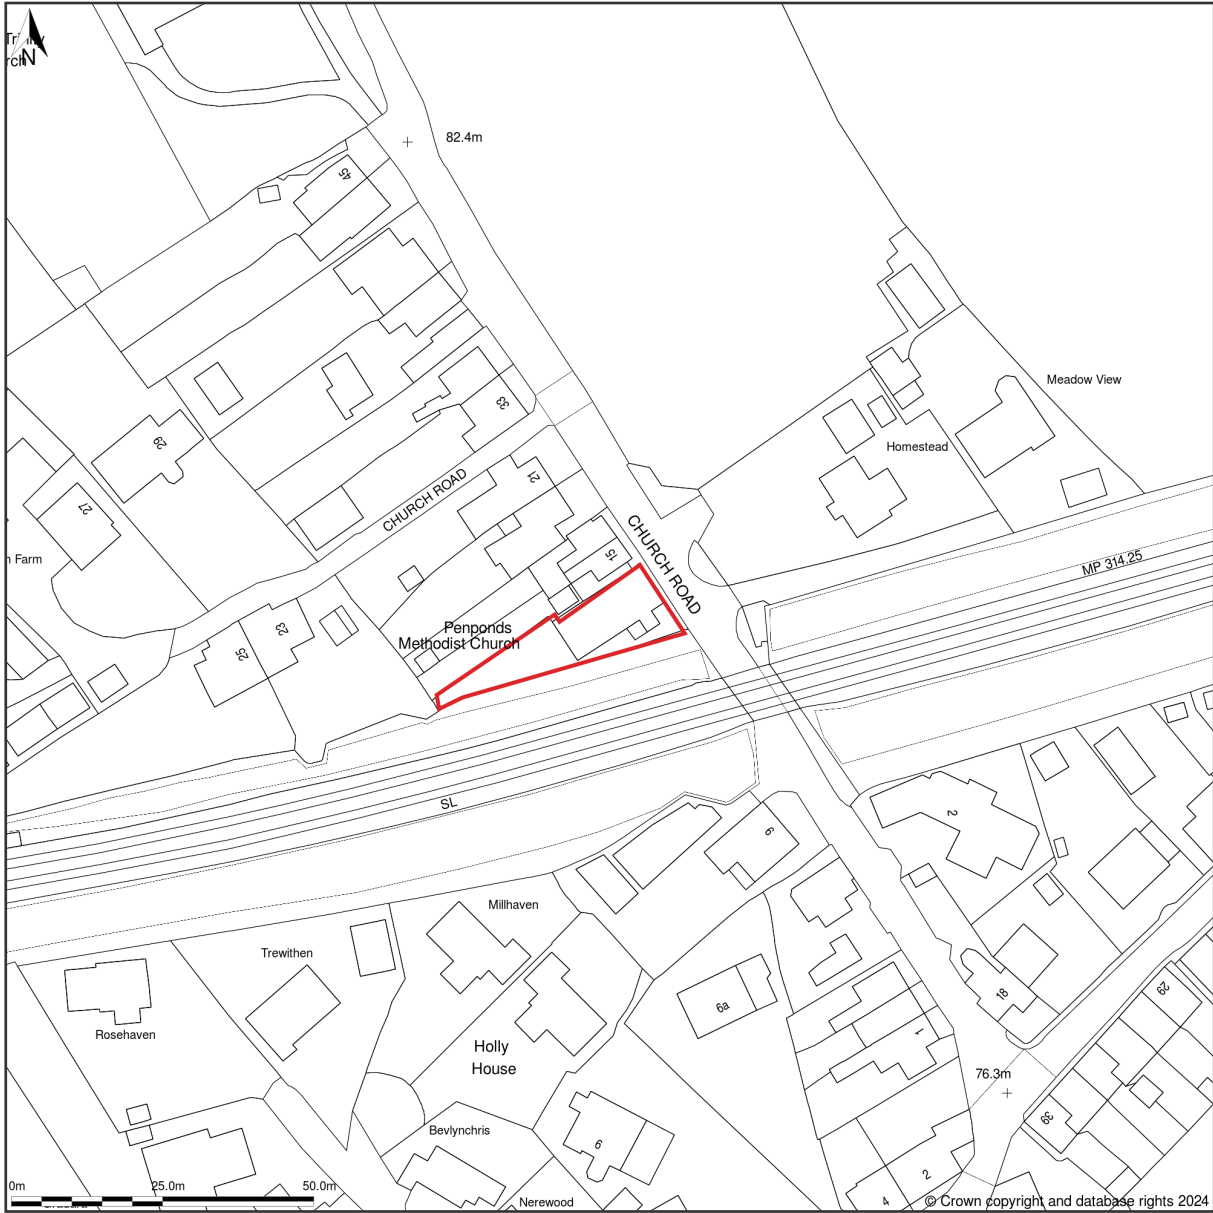 N
82.4m
45
33
Meadow View
Homestead
29
27
CHURCH ROAD
21
CHURCH ROAD
15
MP 314.25
23
25
Penponds
Methodist Church
SL
2
6
Millhaven
Trewithen
6a
18
29
Rosehaven
Holly
House
1
76.3m
39
Bevlynchris
9
2
4
Nerewood
0m
25.0m
50.0m
© Crown copyright and database rights 2024